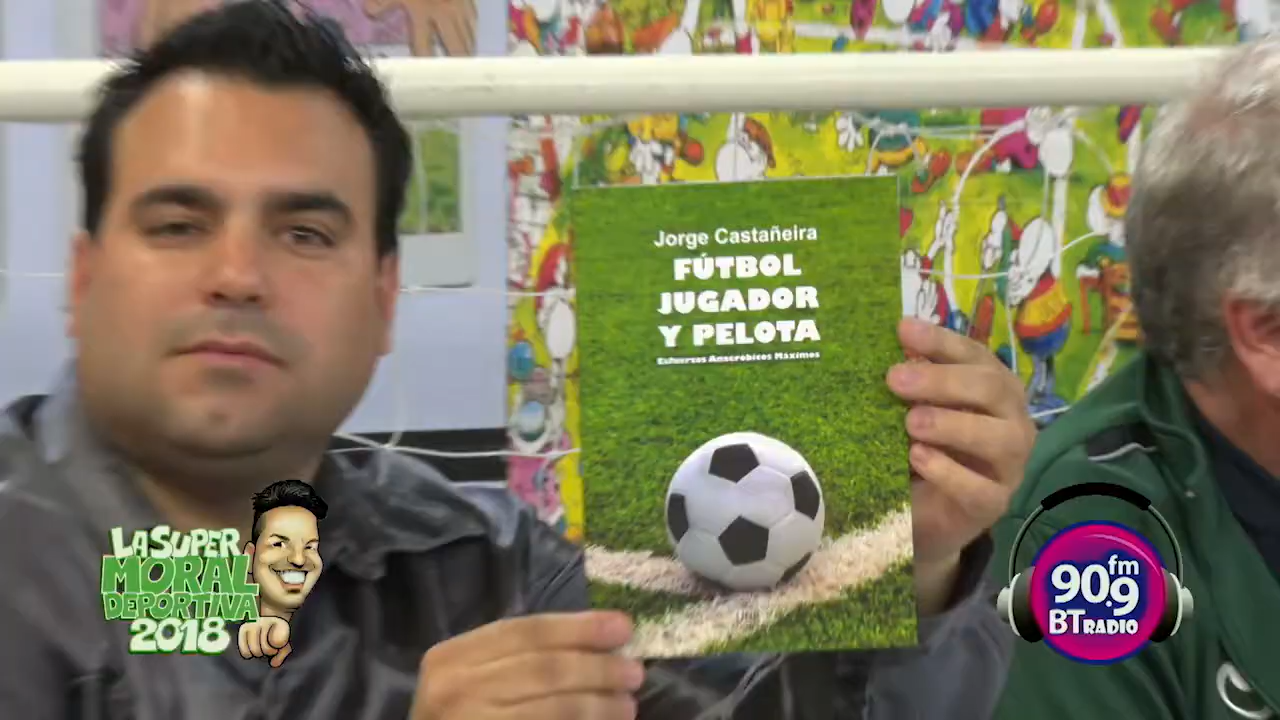 Jorge Castañeira
FÚTBOL
JUGADOR
Y PELOTA
Esfuerzos Anaeróbicos Máximos
LA SUPER
MORAL
DEPORTIVA
2018
90.9 fm
BT RADIO